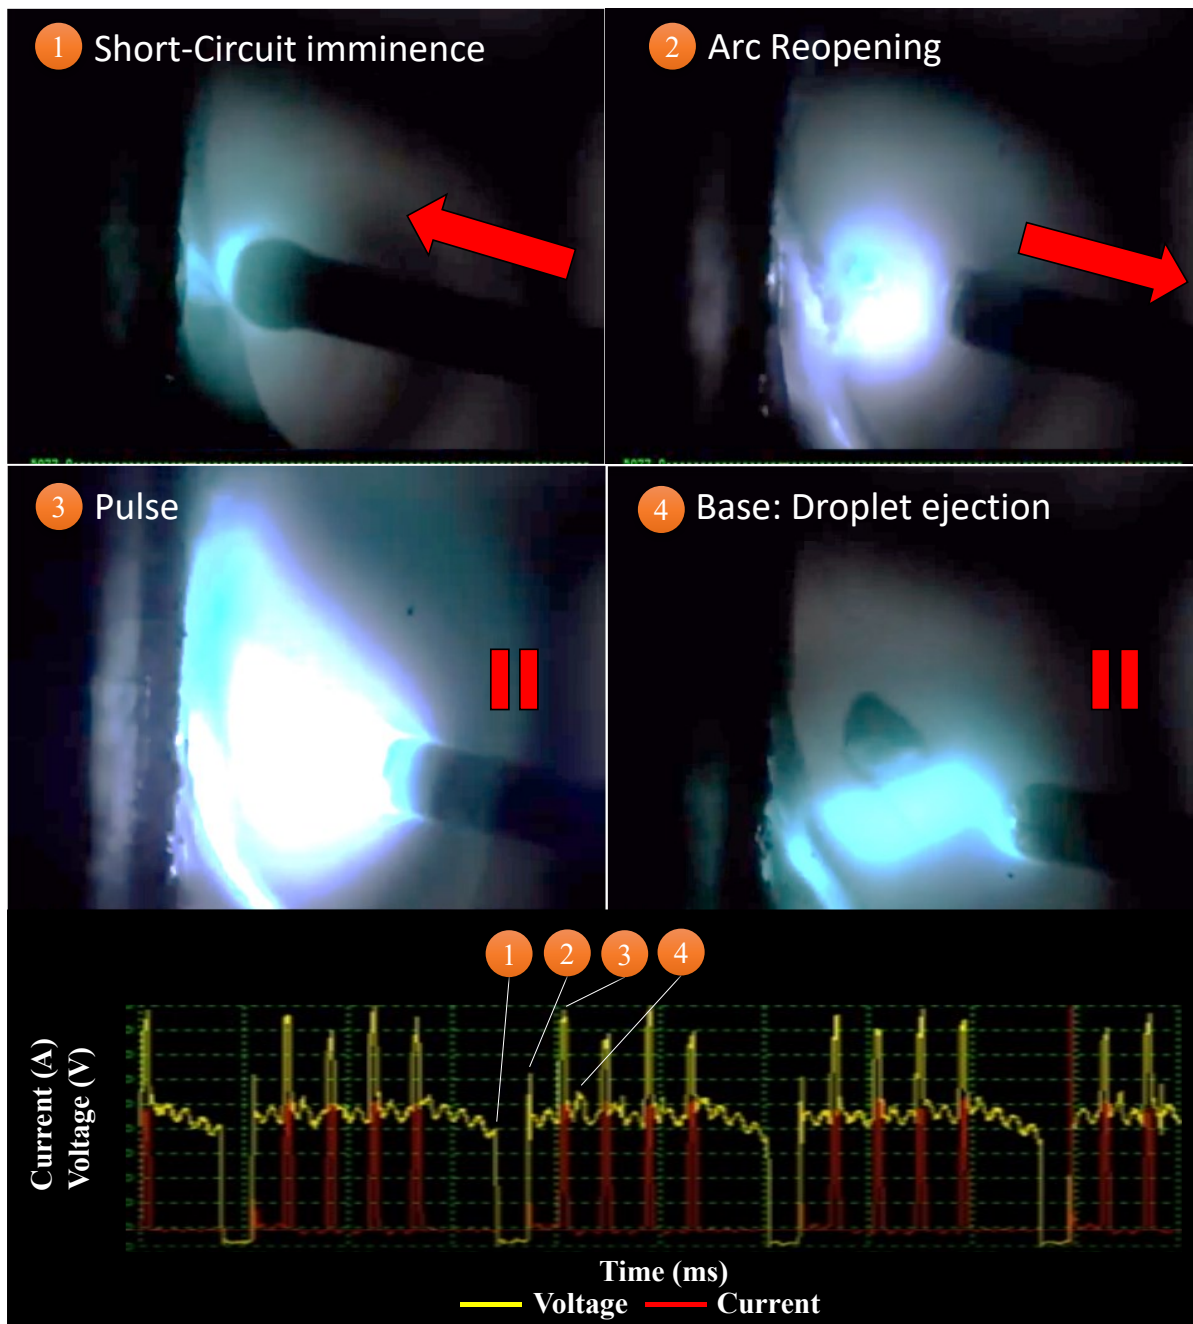 1 Short-Circuit imminence
2 Arc Reopening
3 Pulse
4 Base: Droplet ejection
1 2 3 4
Current (A)
Voltage (V)
Time (ms)
Voltage Current